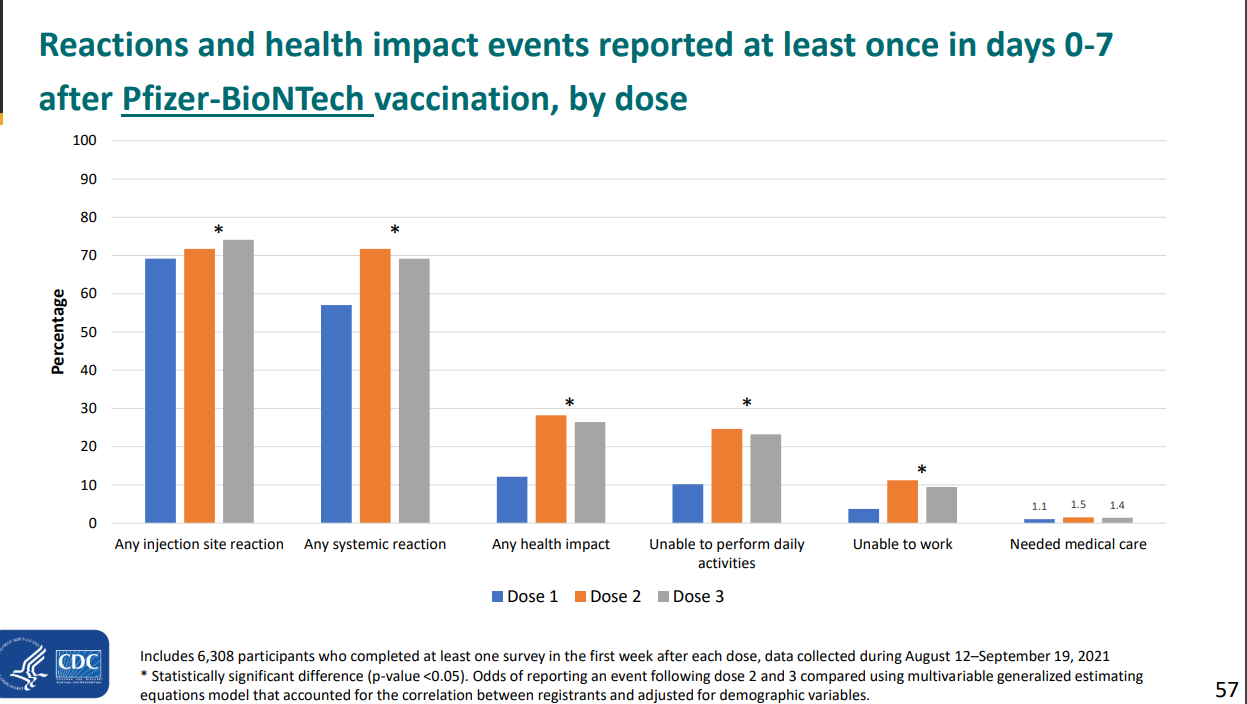 Reactions and health impact events reported at least once in days 0-7
after Pfizer-BioNTech vaccination, by dose
100
90
80
70
60
50
40
30
20
10
0
Percentage
*
*
*
*
*
1.1
1.5
1.4
Any injection site reaction
Any systemic reaction
Any health impact
Unable to perform daily
activities
Unable to work
Needed medical care
Dose 1
Dose 2
Dose 3
CDC
Includes 6,308 participants who completed at least one survey in the first week after each dose, data collected during August 12–September 19, 2021
* Statistically significant difference (p-value <0.05). Odds of reporting an event following dose 2 and 3 compared using multivariable generalized estimating
equations model that accounted for the correlation between registrants and adjusted for demographic variables.
57